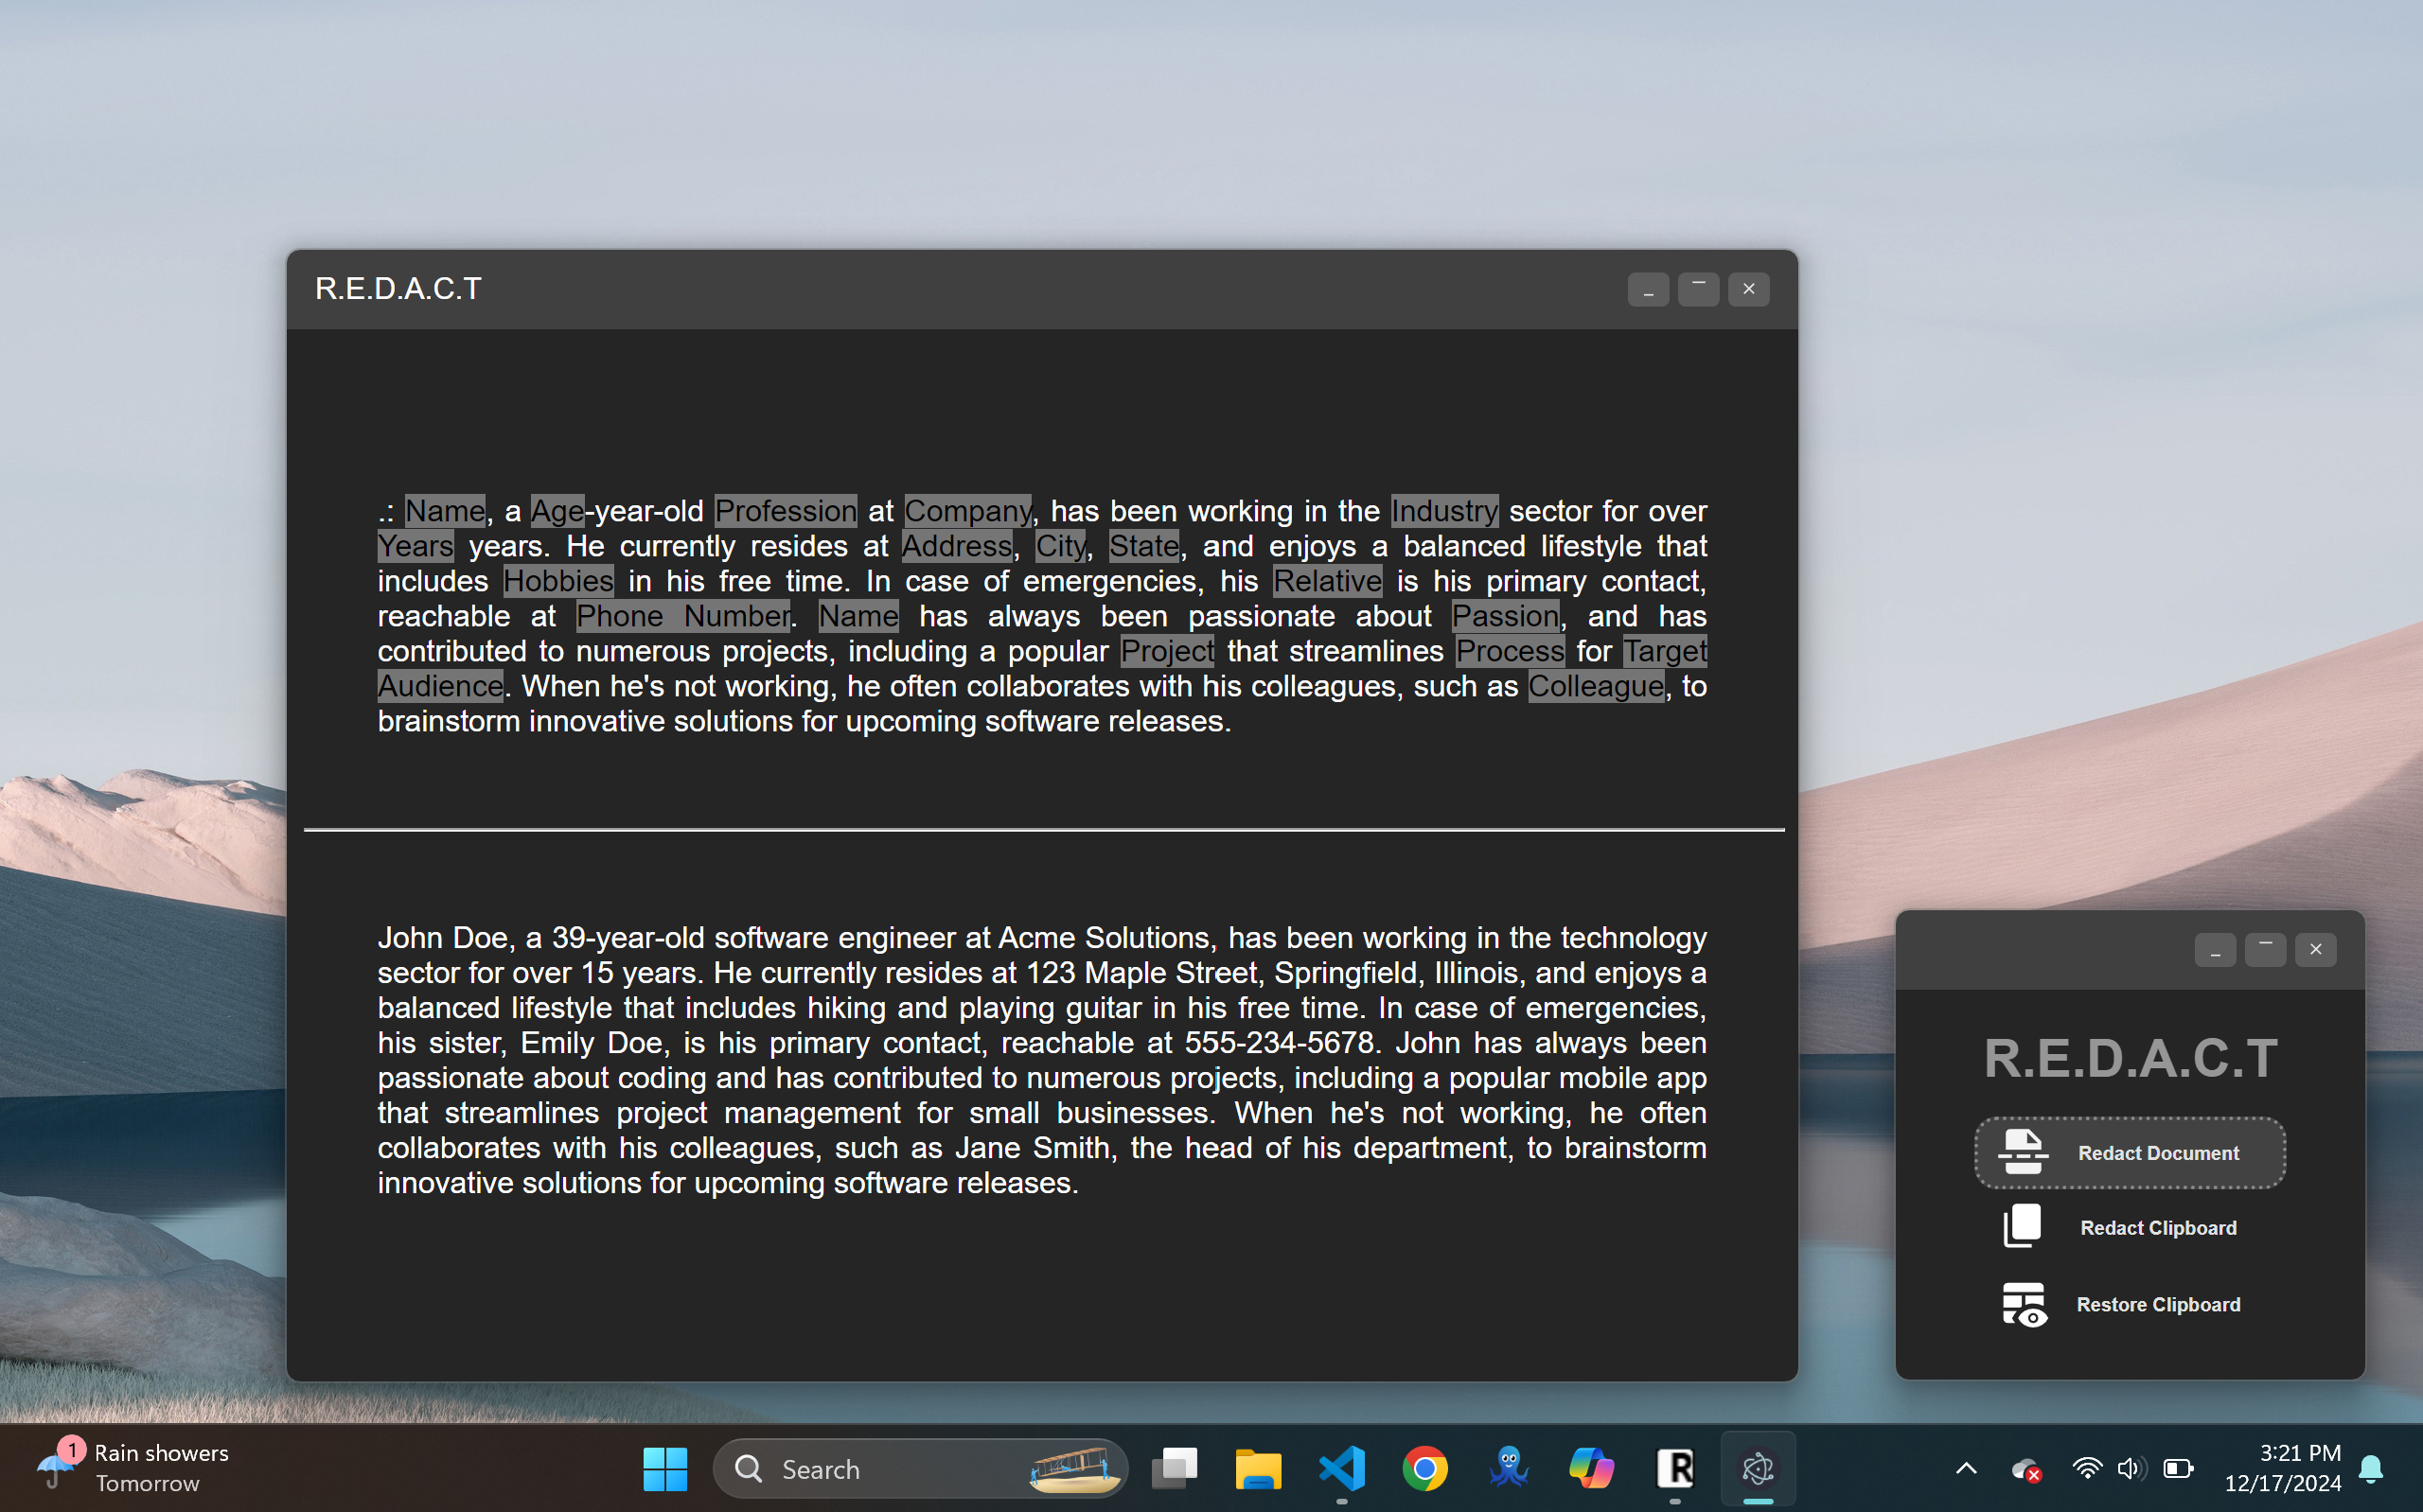 R.E.D.A.C.T
.: Name, a Age-year-old Profession at Company, has been working in the Industry sector for over
Years years. He currently resides at Address, City, State, and enjoys a balanced lifestyle that
includes Hobbies in his free time. In case of emergencies, his Relative is his primary contact,
reachable at Phone Number. Name has always been passionate about Passion, and has
contributed to numerous projects, including a popular Project that streamlines Process for Target
Audience. When he's not working, he often collaborates with his colleagues, such as Colleague, to
brainstorm innovative solutions for upcoming software releases.
John Doe, a 39-year-old software engineer at Acme Solutions, has been working in the technology
sector for over 15 years. He currently resides at 123 Maple Street, Springfield, Illinois, and enjoys a
balanced lifestyle that includes hiking and playing guitar in his free time. In case of emergencies,
his sister, Emily Doe, is his primary contact, reachable at 555-234-5678. John has always been
passionate about coding and has contributed to numerous projects, including a popular mobile app
that streamlines project management for small businesses. When he's not working, he often
collaborates with his colleagues, such as Jane Smith, the head of his department, to brainstorm
innovative solutions for upcoming software releases.
R.E.D.A.C.T
Redact Document
Redact Clipboard
Restore Clipboard
1
Rain showers
Tomorrow
Search
R
3:21 PM
12/17/2024